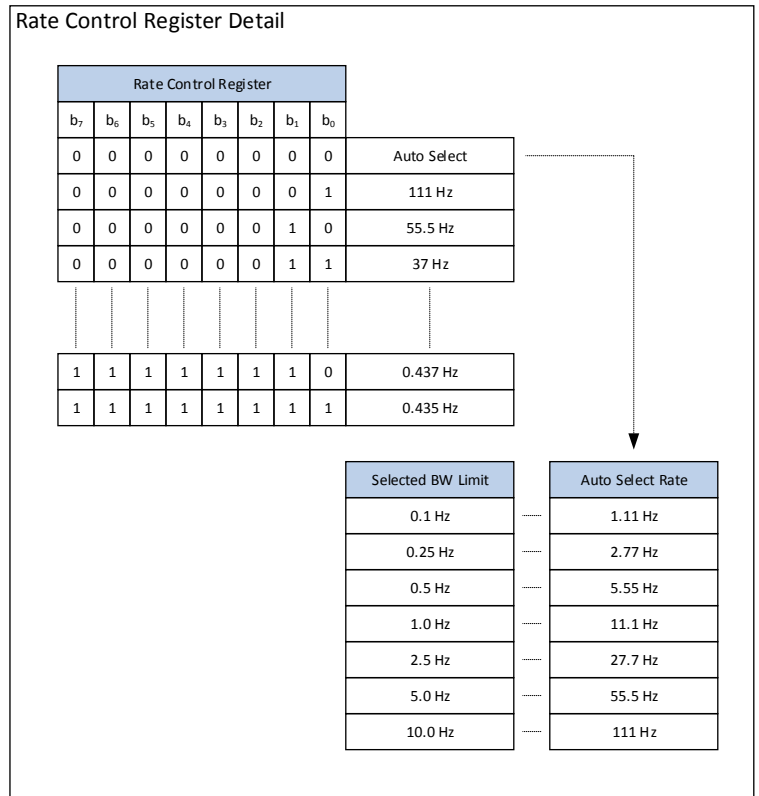 Rate Control Register Detail
Rate Control Register
b₇ b₆ b₅ b₄ b₃ b₂ b₁ b₀
0 0 0 0 0 0 0 0 Auto Select
0 0 0 0 0 0 0 1 111 Hz
0 0 0 0 0 0 1 0 55.5 Hz
0 0 0 0 0 0 1 1 37 Hz
1 1 1 1 1 1 1 0 0.437 Hz
1 1 1 1 1 1 1 1 0.435 Hz
Selected BW Limit Auto Select Rate
0.1 Hz 1.11 Hz
0.25 Hz 2.77 Hz
0.5 Hz 5.55 Hz
1.0 Hz 11.1 Hz
2.5 Hz 27.7 Hz
5.0 Hz 55.5 Hz
10.0 Hz 111 Hz